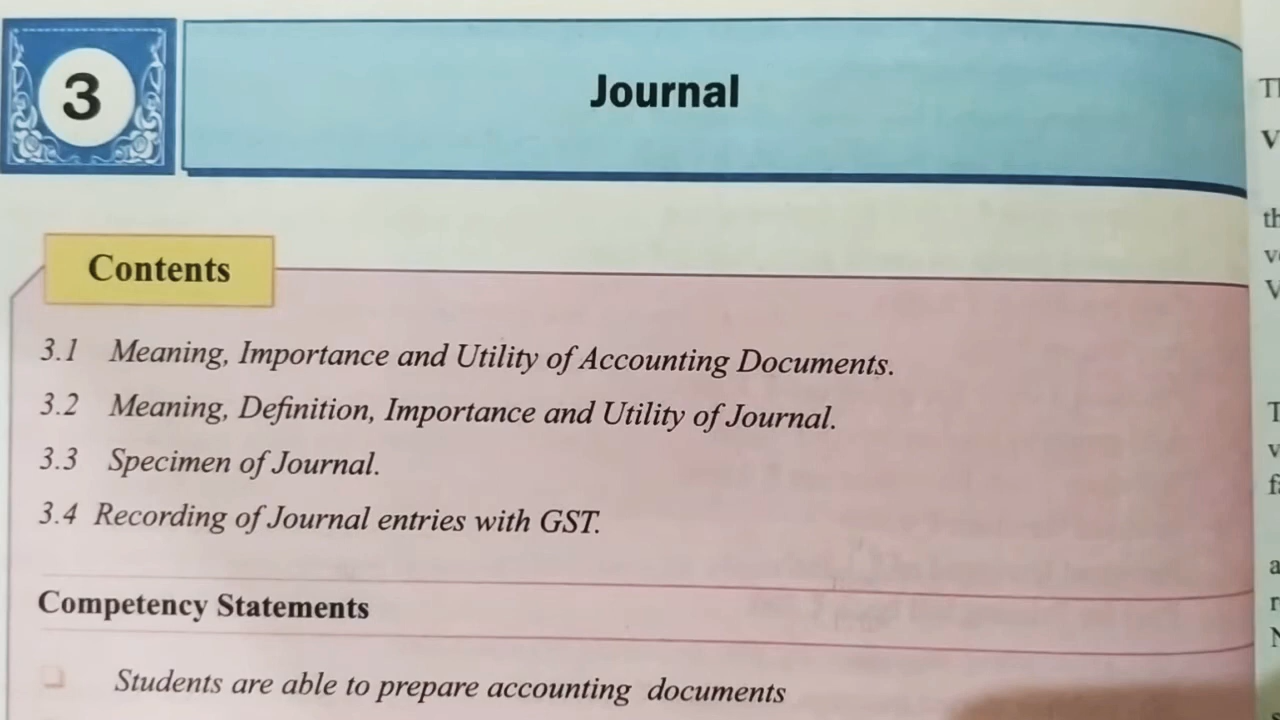 3
Journal
Contents
3.1 Meaning, Importance and Utility of Accounting Documents.
3.2 Meaning, Definition, Importance and Utility of Journal.
3.3 Specimen of Journal.
3.4 Recording of Journal entries with GST.
Competency Statements
Students are able to prepare accounting documents